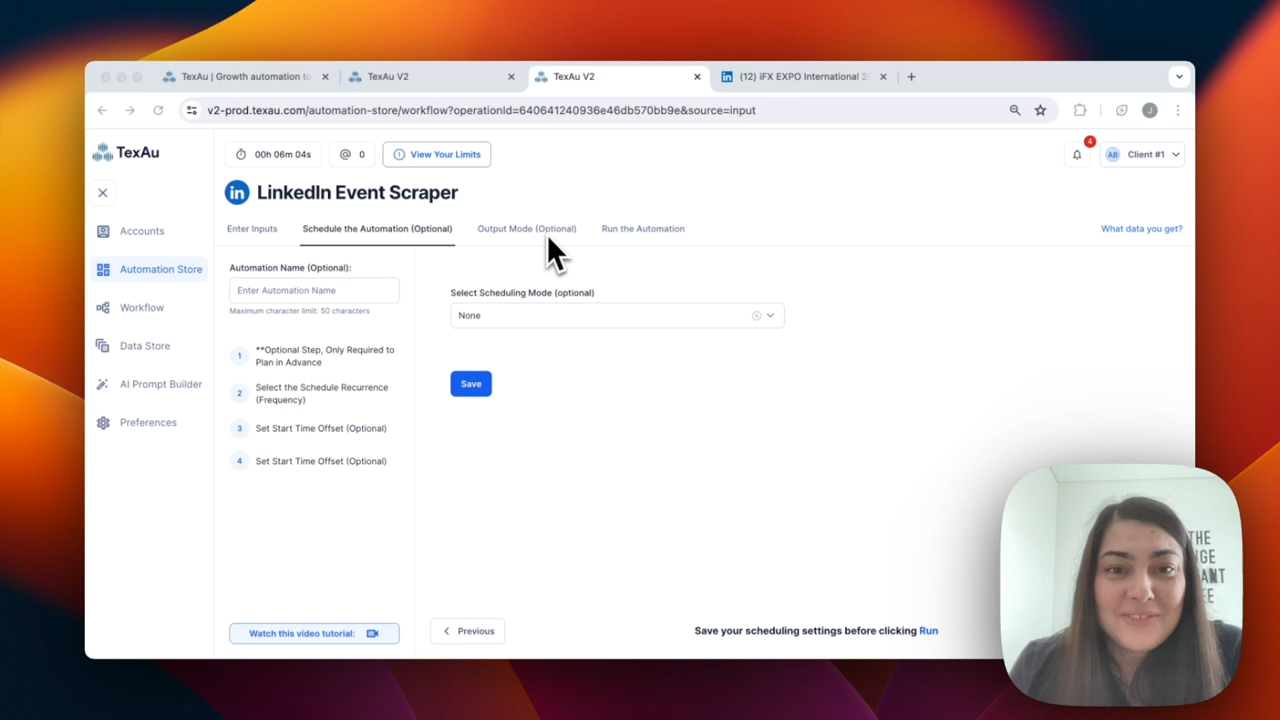 TexAu | Growth automation to
TexAu V2
TexAu V2
(12) iFX EXPO International 2
v2-prod.texau.com/automation-store/workflow?operationId=640641240936e46db570bb9e&source=input
J
TexAu
00h 06m 04s
0
View Your Limits
4
AB
Client #1
LinkedIn Event Scraper
Enter Inputs
Schedule the Automation (Optional)
Output Mode (Optional)
Run the Automation
What data you get?
Accounts
Automation Store
Workflow
Data Store
AI Prompt Builder
Preferences
Automation Name (Optional):
Enter Automation Name
Maximum character limit: 50 characters
1 **Optional Step, Only Required to
Plan in Advance
2 Select the Schedule Recurrence
(Frequency)
3 Set Start Time Offset (Optional)
4 Set Start Time Offset (Optional)
Select Scheduling Mode (optional)
None
Save
Watch this video tutorial:
Previous
Save your scheduling settings before clicking Run
THE